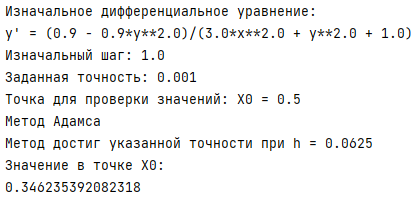 Изначальное дифференциальное уравнение:
y' = (0.9 - 0.9*y**2.0)/(3.0*x**2.0 + y**2.0 + 1.0)
Изначальный шаг: 1.0
Заданная точность: 0.001
Точка для проверки значений: X0 = 0.5
Метод Адамса
Метод достиг указанной точности при h = 0.0625
Значение в точке X0:
0.346235392082318